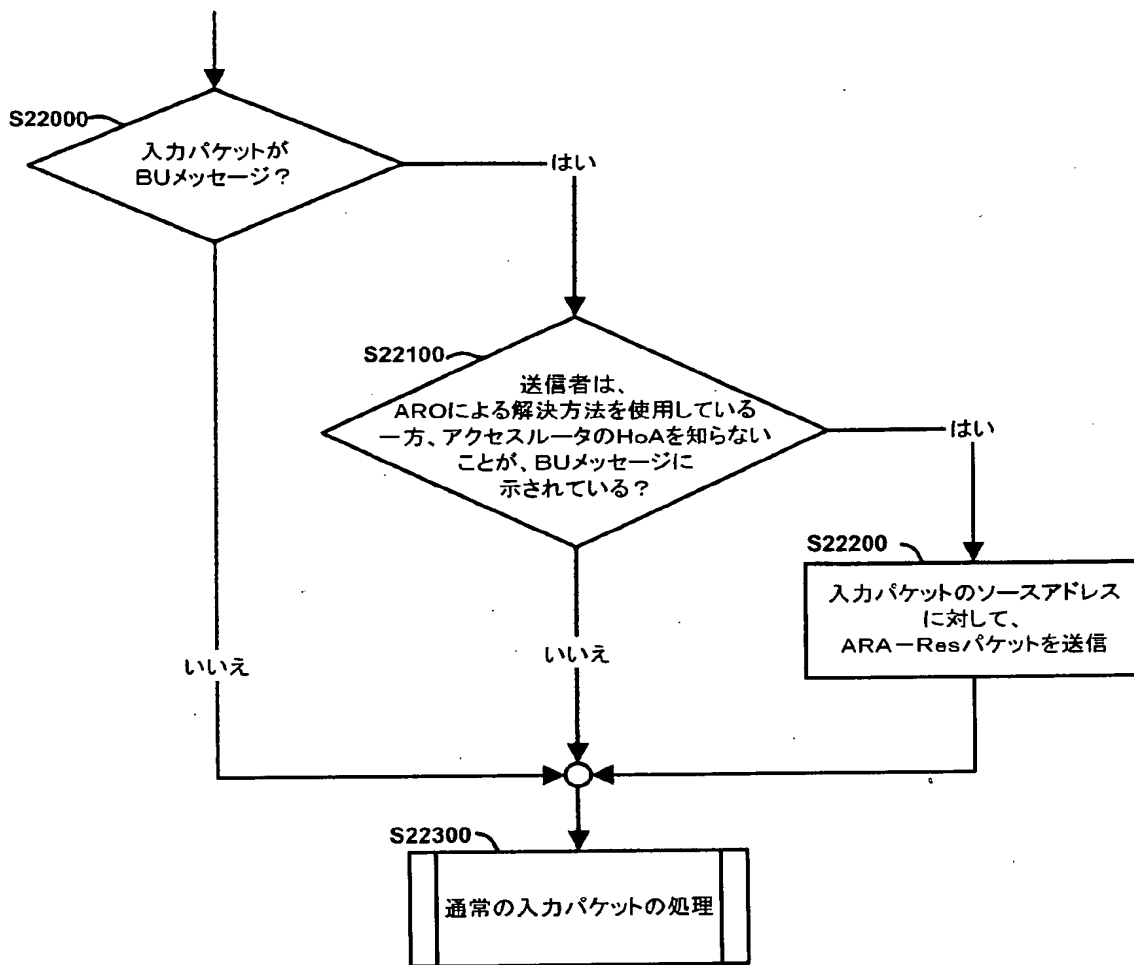 S22000
入力パケットが
BUメッセージ？
はい
S22100
送信者は、
AROによる解決方法を使用している
一方、アクセスルータのHoAを知らない
ことが、BUメッセージに
示されている？
はい
S22200
入力パケットのソースアドレス
に対して、
ARA－Resパケットを送信
いいえ
いいえ
S22300
通常の入力パケットの処理